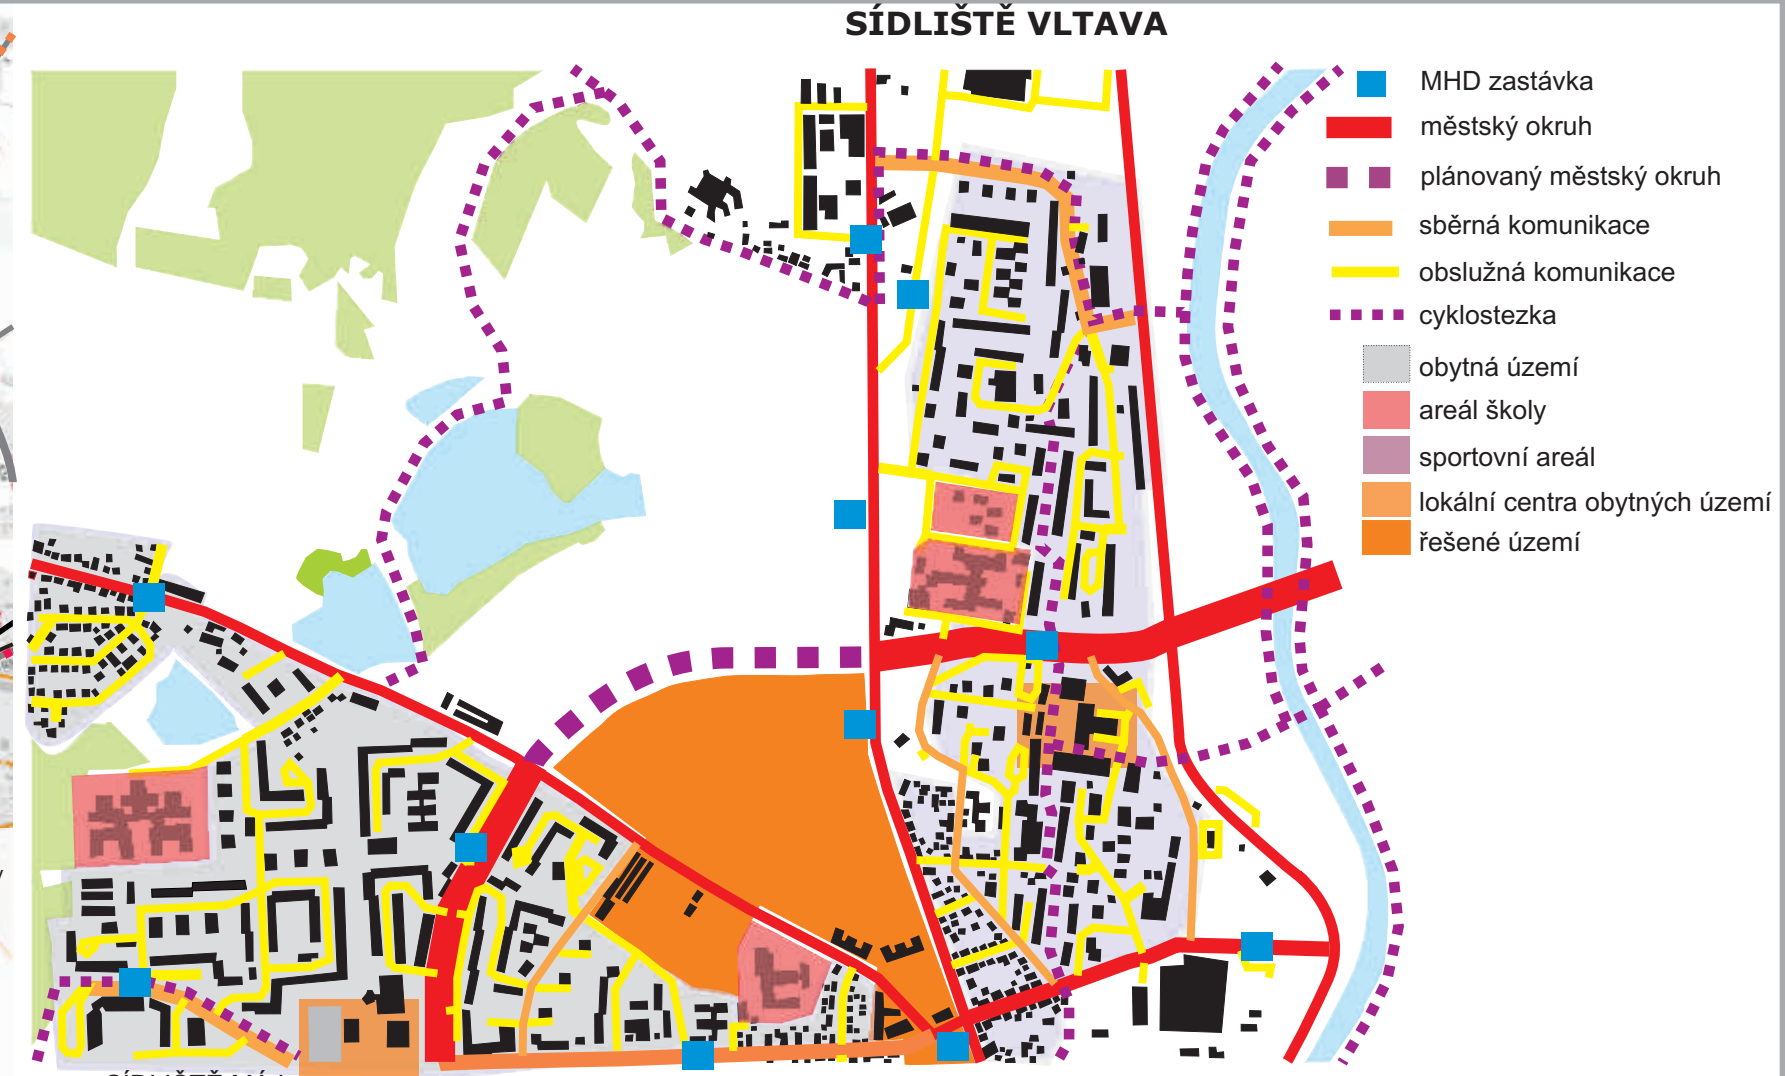 SÍDLIŠTĚ VLTAVA
MHD zastávka
městský okruh
plánovaný městský okruh
sběrná komunikace
obslužná komunikace
cyklostezka
obytná území
areál školy
sportovní areál
lokální centra obytných území
řešené území
SÍDLIŠTĚ